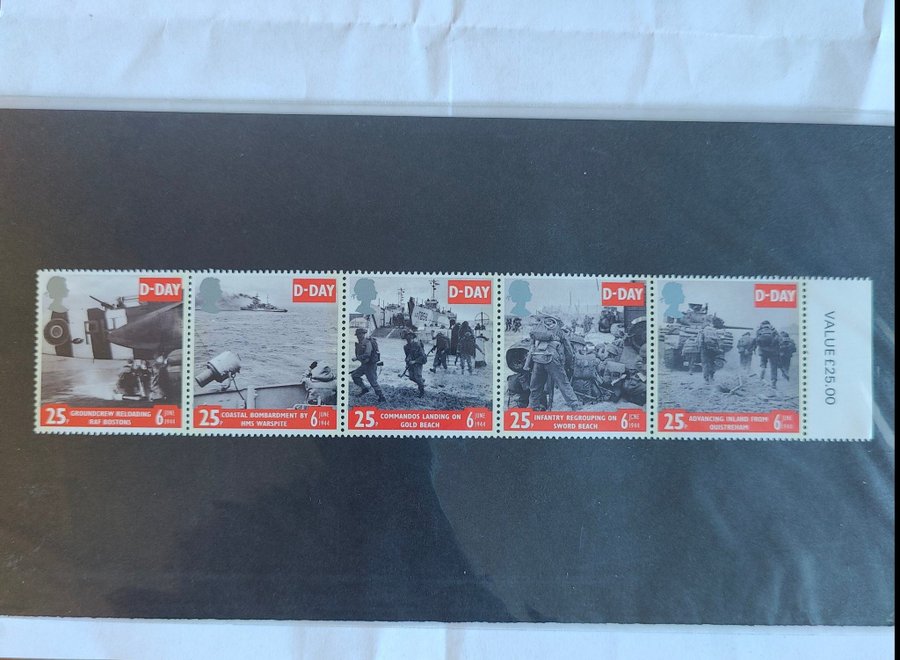 D-DAY
25P
GROUNDCREW RELOADING
RAF BOSTONS
6 JUNE
1944
D-DAY
25P
COASTAL BOMBARDMENT BY
HMS WARSPITE
6 JUNE
1944
D-DAY
25P
COMMANDOS LANDING ON
GOLD BEACH
6 JUNE
1944
D-DAY
25P
INFANTRY REGROUPING ON
SWORD BEACH
6 JUNE
1944
D-DAY
25P
ADVANCING INLAND FROM
OUISTREHAM
6 JUNE
1944
VALUE £25.00